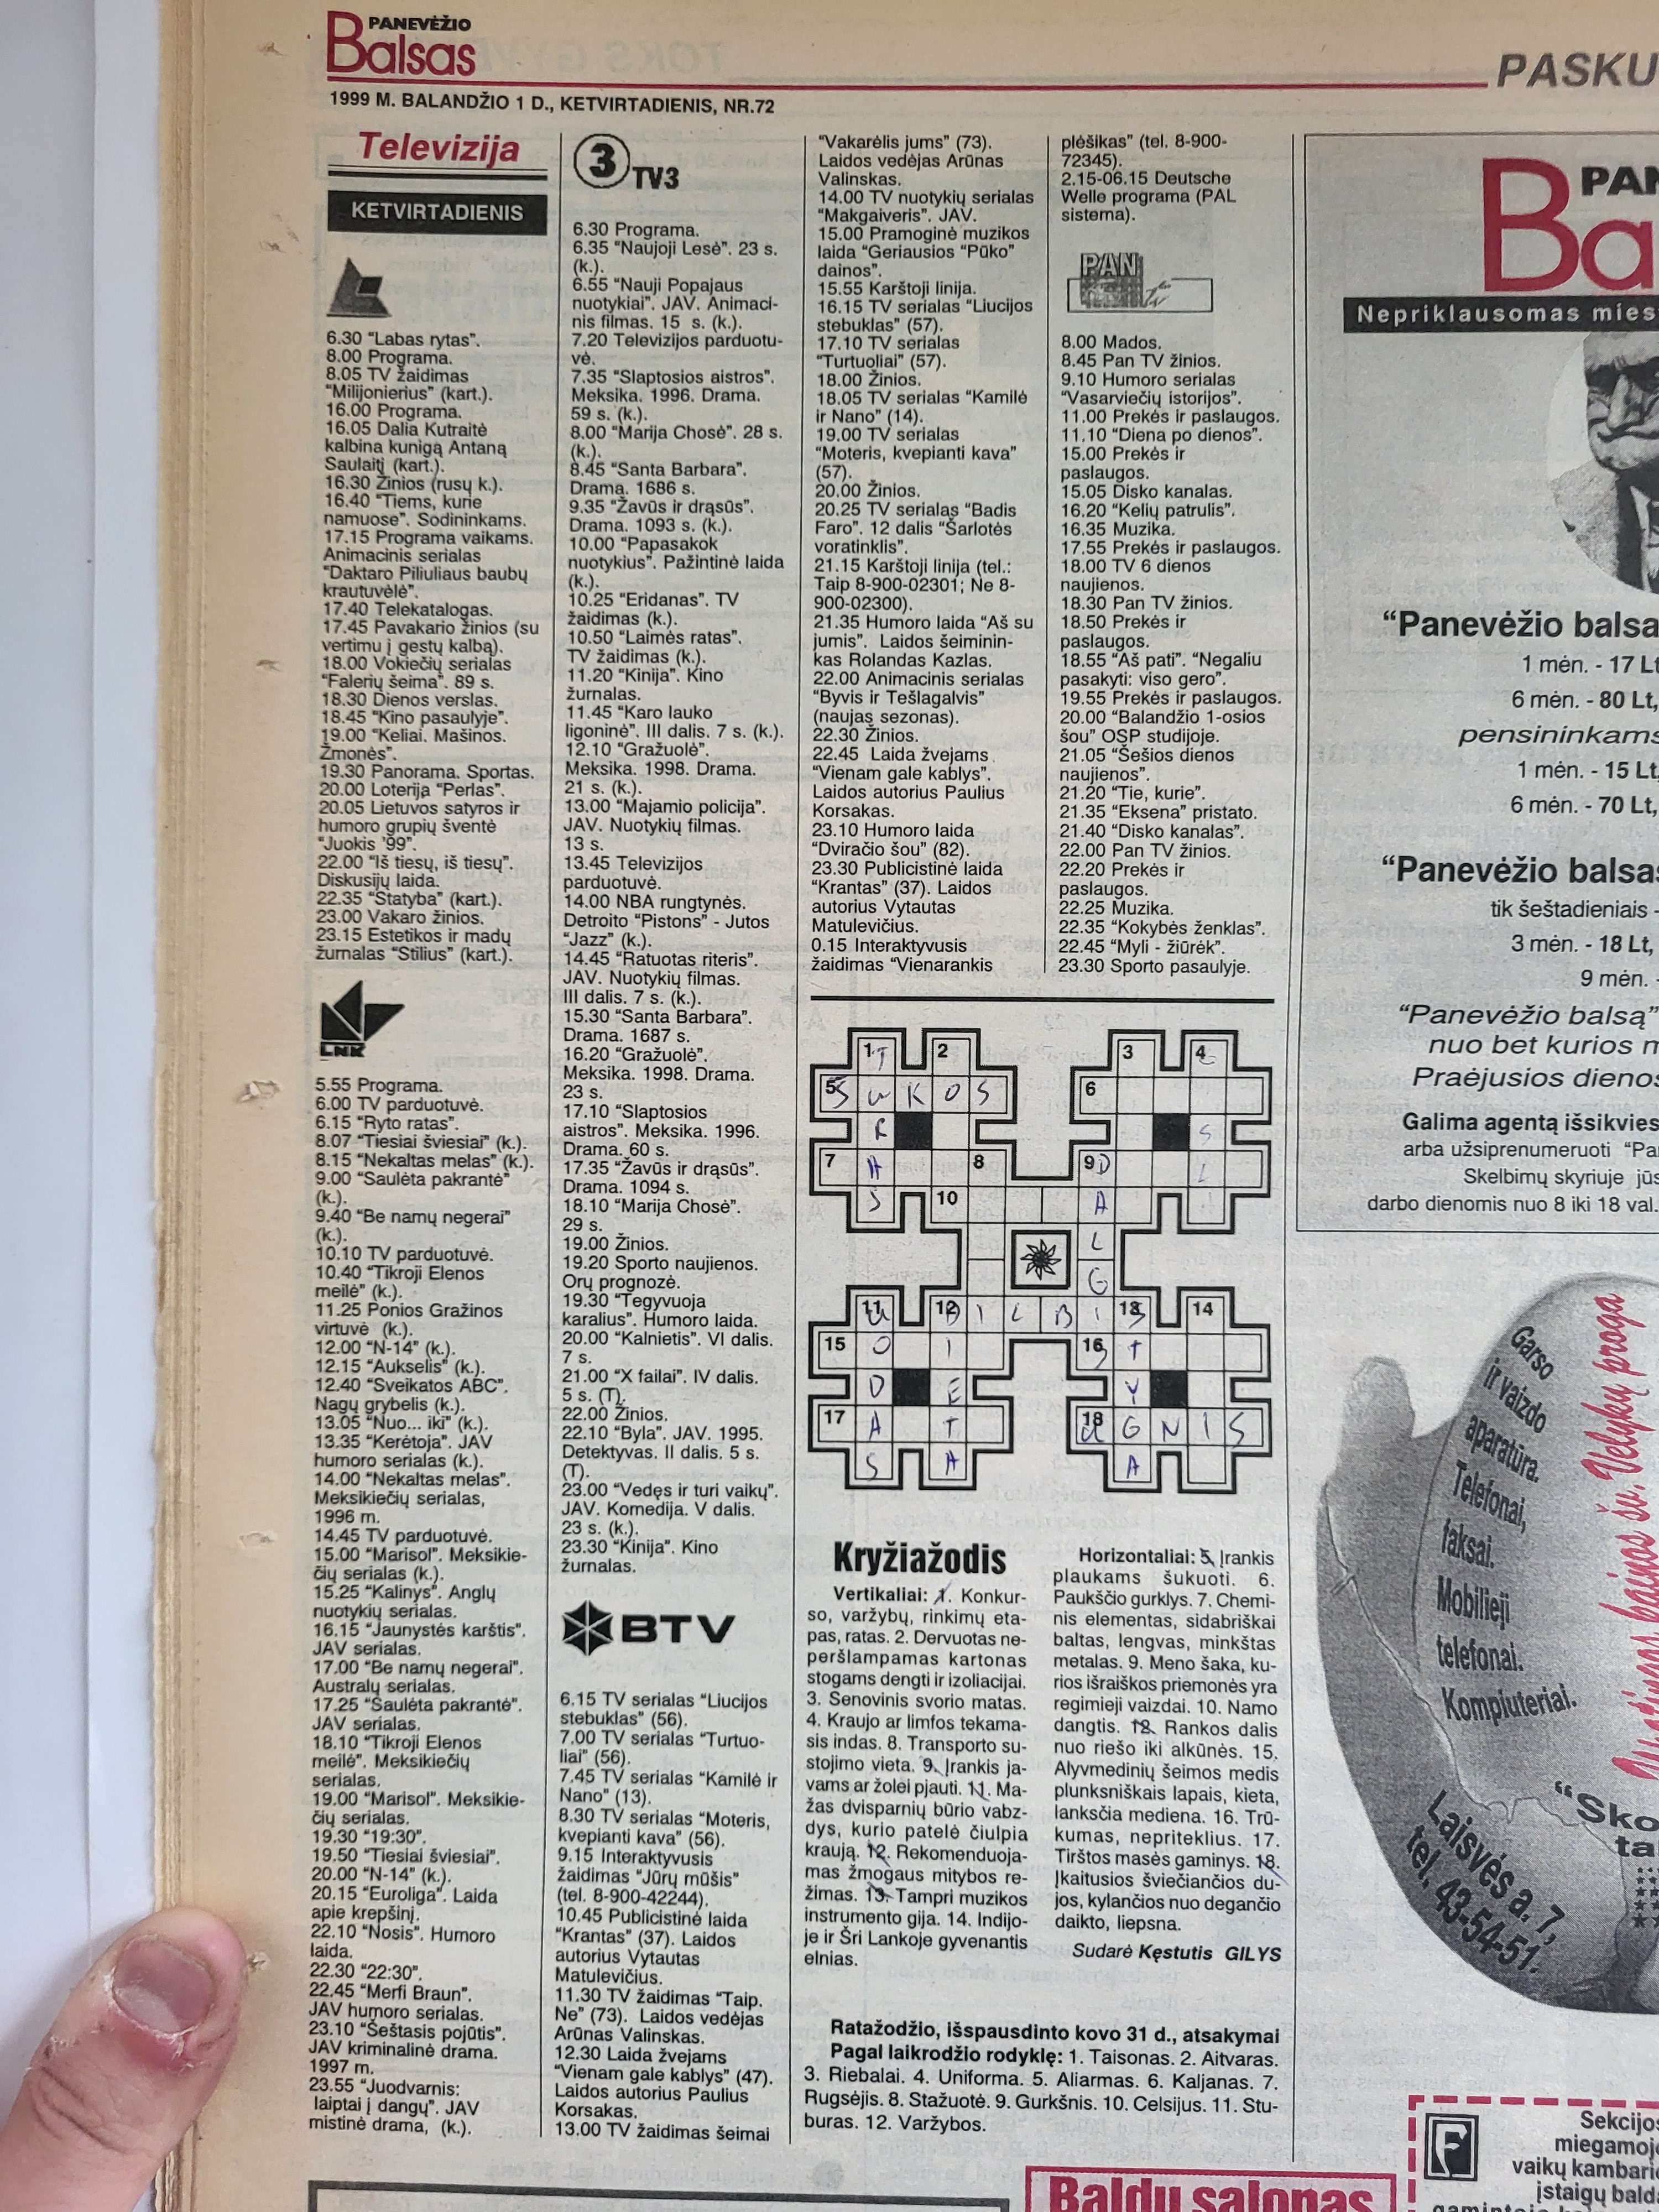 PANEVĖŽIO
Balsas
PASKU
1999 M. BALANDŽIO 1 D., KETVIRTADIENIS, NR.72
Televizija
KETVIRTADIENIS
6.30 “Labas rytas”.
8.00 Programa.
8.05 TV žaidimas
“Milijonierius” (kart.).
16.00 Programa.
16.05 Dalia Kutraitė
kalbina kunigą Antaną
Saulaitį (kart.).
16.30 Žinios (rusų k.).
16.40 “Tiems, kurie
namuose”. Sodininkams.
17.15 Programa vaikams.
Animacinis serialas
“Daktaro Piliuliaus baubų
krautuvėlė”.
17.40 Telekatalogas.
17.45 Pavakario žinios (su
vertimu į gestų kalbą).
18.00 Vokiečių serialas
“Falerių šeima”. 89 s.
18.30 Dienos verslas.
18.45 “Kino pasaulyje”.
19.00 “Keliai. Mašinos.
Žmonės”.
19.30 Panorama. Sportas.
20.00 Loterija “Perlas”.
20.05 Lietuvos satyros ir
humoro grupių šventė
“Juokis ’99”.
22.00 “Iš tiesų, iš tiesų”.
Diskusijų laida.
22.35 “Statyba” (kart.).
23.00 Vakaro žinios.
23.15 Estetikos ir madų
žurnalas “Stilius” (kart.).
LNK
5.55 Programa.
6.00 TV parduotuvė.
6.15 “Ryto ratas”.
8.07 “Tiesiai šviesiai” (k.).
8.15 “Nekaltas melas” (k.).
9.00 “Saulėta pakrantė”
(k.).
9.40 “Be namų negerai”
(k.).
10.10 TV parduotuvė.
10.40 “Tikroji Elenos
meilė” (k.).
11.25 Ponios Gražinos
virtuvė (k.).
12.00 “N-14” (k.).
12.15 “Aukselis” (k.).
12.40 “Sveikatos ABC”.
Nagų grybelis (k.).
13.05 “Nuo... iki” (k.).
13.35 “Kerėtoja”. JAV
humoro serialas (k.).
14.00 “Nekaltas melas”.
Meksikiečių serialas,
1996 m.
14.45 TV parduotuvė.
15.00 “Marisol”. Meksikie-
čių serialas (k.).
15.25 “Kalinys”. Anglų
nuotykių serialas.
16.15 “Jaunystės karštis”.
JAV serialas.
17.00 “Be namų negerai”.
Australų serialas.
17.25 “Saulėta pakrantė”.
JAV serialas.
18.10 “Tikroji Elenos
meilė”. Meksikiečių
serialas.
19.00 “Marisol”. Meksikie-
čių serialas.
19.30 “19:30”.
19.50 “Tiesiai šviesiai”.
20.00 “N-14” (k.).
20.15 “Euroliga”. Laida
apie krepšinį.
22.10 “Nosis”. Humoro
laida.
22.30 “22:30”.
22.45 “Merfi Braun”.
JAV humoro serialas.
23.10 “Šeštasis pojūtis”.
JAV kriminalinė drama.
1997 m.
23.55 “Juodvarnis:
laiptai į dangų”. JAV
mistinė drama, (k.).
3 TV3
6.30 Programa.
6.35 “Naujoji Lesė”. 23 s.
(k.).
6.55 “Nauji Popajaus
nuotykiai”. JAV. Animaci-
nis filmas. 15 s. (k.).
7.20 Televizijos parduotu-
vė.
7.35 “Slaptosios aistros”.
Meksika. 1996. Drama.
59 s. (k.).
8.00 “Marija Chosė”. 28 s.
(k.).
8.45 “Santa Barbara”.
Drama. 1686 s.
9.35 “Žavūs ir drąsūs”.
Drama. 1093 s. (k.).
10.00 “Papasakok
nuotykius”. Pažintinė laida
(k.).
10.25 “Eridanas”. TV
žaidimas (k.).
10.50 “Laimės ratas”.
TV žaidimas (k.).
11.20 “Kinija”. Kino
žurnalas.
11.45 “Karo lauko
ligoninė”. III dalis. 7 s. (k.).
12.10 “Gražuolė”.
Meksika. 1998. Drama.
21 s. (k.).
13.00 “Majamio policija”.
JAV. Nuotykių filmas.
13 s.
13.45 Televizijos
parduotuvė.
14.00 NBA rungtynės.
Detroito “Pistons” - Jutos
“Jazz” (k.).
14.45 “Ratuotas riteris”.
JAV. Nuotykių filmas.
III dalis. 7 s. (k.).
15.30 “Santa Barbara”.
Drama. 1687 s.
16.20 “Gražuolė”.
Meksika. 1998. Drama.
23 s.
17.10 “Slaptosios
aistros”. Meksika. 1996.
Drama. 60 s.
17.35 “Žavūs ir drąsūs”.
Drama. 1094 s.
18.10 “Marija Chosė”.
29 s.
19.00 Žinios.
19.20 Sporto naujienos.
Orų prognozė.
19.30 “Tegyvuoja
karalius”. Humoro laida.
20.00 “Kalnietis”. VI dalis.
7 s.
21.00 “X failai”. IV dalis.
5 s. (T).
22.00 Žinios.
22.10 “Byla”. JAV. 1995.
Detektyvas. II dalis. 5 s.
(T).
23.00 “Vedęs ir turi vaikų”.
JAV. Komedija. V dalis.
23 s. (k.).
23.30 “Kinija”. Kino
žurnalas.
BTV
6.15 TV serialas “Liucijos
stebuklas” (56).
7.00 TV serialas “Turtuo-
liai” (56).
7.45 TV serialas “Kamilė ir
Nano” (13).
8.30 TV serialas “Moteris,
kvepianti kava” (56).
9.15 Interaktyvusis
žaidimas “Jūrų mūšis”
(tel. 8-900-42244).
10.45 Publicistinė laida
“Krantas” (37). Laidos
autorius Vytautas
Matulevičius.
11.30 TV žaidimas “Taip.
Ne” (73). Laidos vedėjas
Arūnas Valinskas.
12.30 Laida žvejams
“Vienam gale kablys” (47).
Laidos autorius Paulius
Korsakas.
13.00 TV žaidimas šeimai
“Vakarėlis jums” (73).
Laidos vedėjas Arūnas
Valinskas.
14.00 TV nuotykių serialas
“Makgaiveris”. JAV.
15.00 Pramoginė muzikos
laida “Geriausios “Pūko”
dainos”.
15.55 Karštoji linija.
16.15 TV serialas “Liucijos
stebuklas” (57).
17.10 TV serialas
“Turtuoliai” (57).
18.00 Žinios.
18.05 TV serialas “Kamilė
ir Nano” (14).
19.00 TV serialas
“Moteris, kvepianti kava”
(57).
20.00 Žinios.
20.25 TV serialas “Badis
Faro”. 12 dalis “Šarlotės
voratinklis”.
21.15 Karštoji linija (tel.:
Taip 8-900-02301; Ne 8-
900-02300).
21.35 Humoro laida “Aš su
jumis”. Laidos šeiminin-
kas Rolandas Kazlas.
22.00 Animacinis serialas
“Byvis ir Tešlagalvis”
(naujas sezonas).
22.30 Žinios.
22.45 Laida žvejams
“Vienam gale kablys”.
Laidos autorius Paulius
Korsakas.
23.10 Humoro laida
“Dviračio šou” (82).
23.30 Publicistinė laida
“Krantas” (37). Laidos
autorius Vytautas
Matulevičius.
0.15 Interaktyvusis
žaidimas “Vienarankis
plėšikas” (tel. 8-900-
72345).
2.15-06.15 Deutsche
Welle programa (PAL
sistema).
PAN tv
8.00 Mados.
8.45 Pan TV žinios.
9.10 Humoro serialas
“Vasarviečių istorijos”.
11.00 Prekės ir paslaugos.
11.10 “Diena po dienos”.
15.00 Prekės ir
paslaugos.
15.05 Disko kanalas.
16.20 “Kelių patrulis”.
16.35 Muzika.
17.55 Prekės ir paslaugos.
18.00 TV 6 dienos
naujienos.
18.30 Pan TV žinios.
18.50 Prekės ir
paslaugos.
18.55 “Aš pati”. “Negaliu
pasakyti: viso gero”.
19.55 Prekės ir paslaugos.
20.00 “Balandžio 1-osios
šou” OSP studijoje.
21.05 “Šešios dienos
naujienos”.
21.20 “Tie, kurie”.
21.35 “Eksena” pristato.
21.40 “Disko kanalas”.
22.00 Pan TV žinios.
22.20 Prekės ir
paslaugos.
22.25 Muzika.
22.35 “Kokybės ženklas”.
22.45 “Myli - žiūrėk”.
23.30 Sporto pasaulyje.
1 T 2 3 4
5 S U K O S 6
R S
7 A 8 9 D L
S 10 A
L
G
11 U 12 D I L B I 13 S 14
15 O I 16 T
D E Y
17 A T 18 U G N I S
S A A
Kryžiažodis
Vertikaliai: 1. Konkur-
so, varžybų, rinkimų eta-
pas, ratas. 2. Dervuotas ne-
peršlampamas kartonas
stogams dengti ir izoliacijai.
3. Senovinis svorio matas.
4. Kraujo ar limfos tekama-
sis indas. 8. Transporto su-
stojimo vieta. 9. Įrankis ja-
vams ar žolei pjauti. 11. Ma-
žas dvisparnių būrio vabz-
dys, kurio patelė čiulpia
kraują. 12. Rekomenduoja-
mas žmogaus mitybos re-
žimas. 13. Tampri muzikos
instrumento gija. 14. Indijo-
je ir Šri Lankoje gyvenantis
elnias.
Horizontaliai: 5. Įrankis
plaukams šukuoti. 6.
Paukščio gurklys. 7. Chemi-
nis elementas, sidabriškai
baltas, lengvas, minkštas
metalas. 9. Meno šaka, ku-
rios išraiškos priemonės yra
regimieji vaizdai. 10. Namo
dangtis. 12. Rankos dalis
nuo riešo iki alkūnės. 15.
Alyvmedinių šeimos medis
plunksniškais lapais, kieta,
lanksčia mediena. 16. Trū-
kumas, nepriteklius. 17.
Tirštos masės gaminys. 18.
Įkaitusios šviečiančios du-
jos, kylančios nuo degančio
daikto, liepsna.
Sudarė Kęstutis GILYS
Ratažodžio, išspausdinto kovo 31 d., atsakymai
Pagal laikrodžio rodyklę: 1. Taisonas. 2. Aitvaras.
3. Riebalai. 4. Uniforma. 5. Aliarmas. 6. Kaljanas. 7.
Rugsėjis. 8. Stažuotė. 9. Gurkšnis. 10. Celsijus. 11. Stu-
buras. 12. Varžybos.
PAN
Ba
Nepriklausomas mies
“Panevėžio balsa
1 mėn. - 17 Lt
6 mėn. - 80 Lt,
pensininkams
1 mėn. - 15 Lt,
6 mėn. - 70 Lt,
“Panevėžio balsas
tik šeštadieniais -
3 mėn. - 18 Lt,
9 mėn. -
“Panevėžio balsą”
nuo bet kurios m
Praėjusios dienos
Galima agentą išsikvies
arba užsiprenumeruoti “Pa
Skelbimų skyriuje jūs
darbo dienomis nuo 8 iki 18 val.
Garso
ir vaizdo
aparatūra.
Telefonai,
faksai.
Mobilieji
telefonai.
Kompiuteriai.
šv. Velykų proga
“Sko
ta
Laisvės a. 7,
tel. 43-54-51.
Baldų salonas
F
Sekcijos
miegamoj
vaikų kambari
įstaigų bald